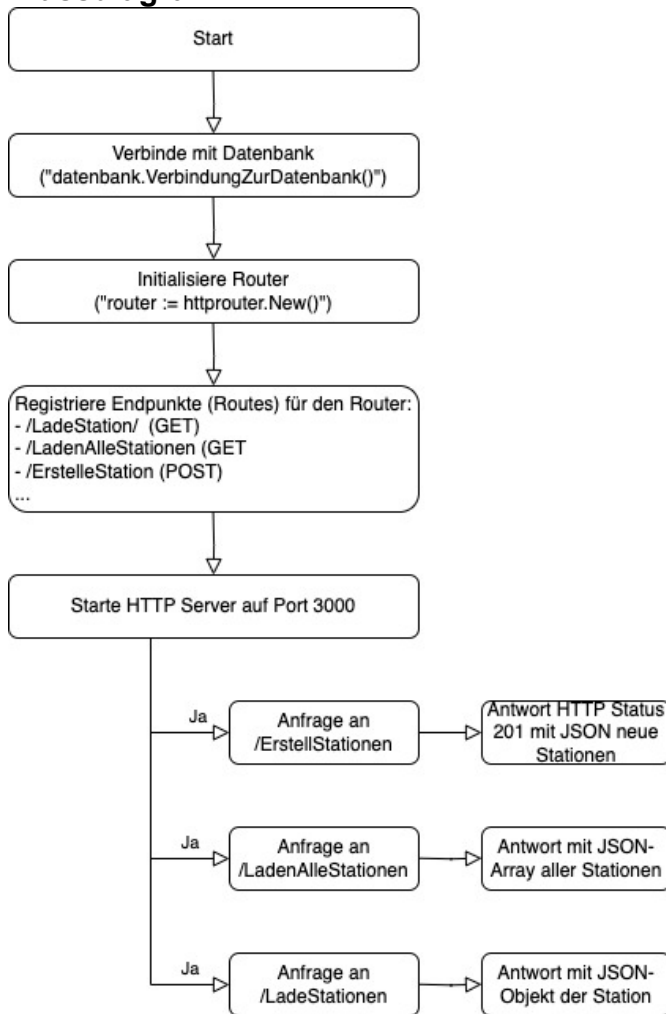 Start
Verbinde mit Datenbank
("datenbank.VerbindungZurDatenbank()")
Initialisiere Router
("router := httprouter.New()")
Registriere Endpunkte (Routes) für den Router:
- /LadeStation/ (GET)
- /LadenAlleStationen (GET
- /ErstelleStation (POST)
...
Starte HTTP Server auf Port 3000
Ja
Anfrage an
/ErstellStationen
Antwort HTTP Status
201 mit JSON neue
Stationen
Ja
Anfrage an
/LadenAlleStationen
Antwort mit JSON-
Array aller Stationen
Ja
Anfrage an
/LadeStationen
Antwort mit JSON-
Objekt der Station